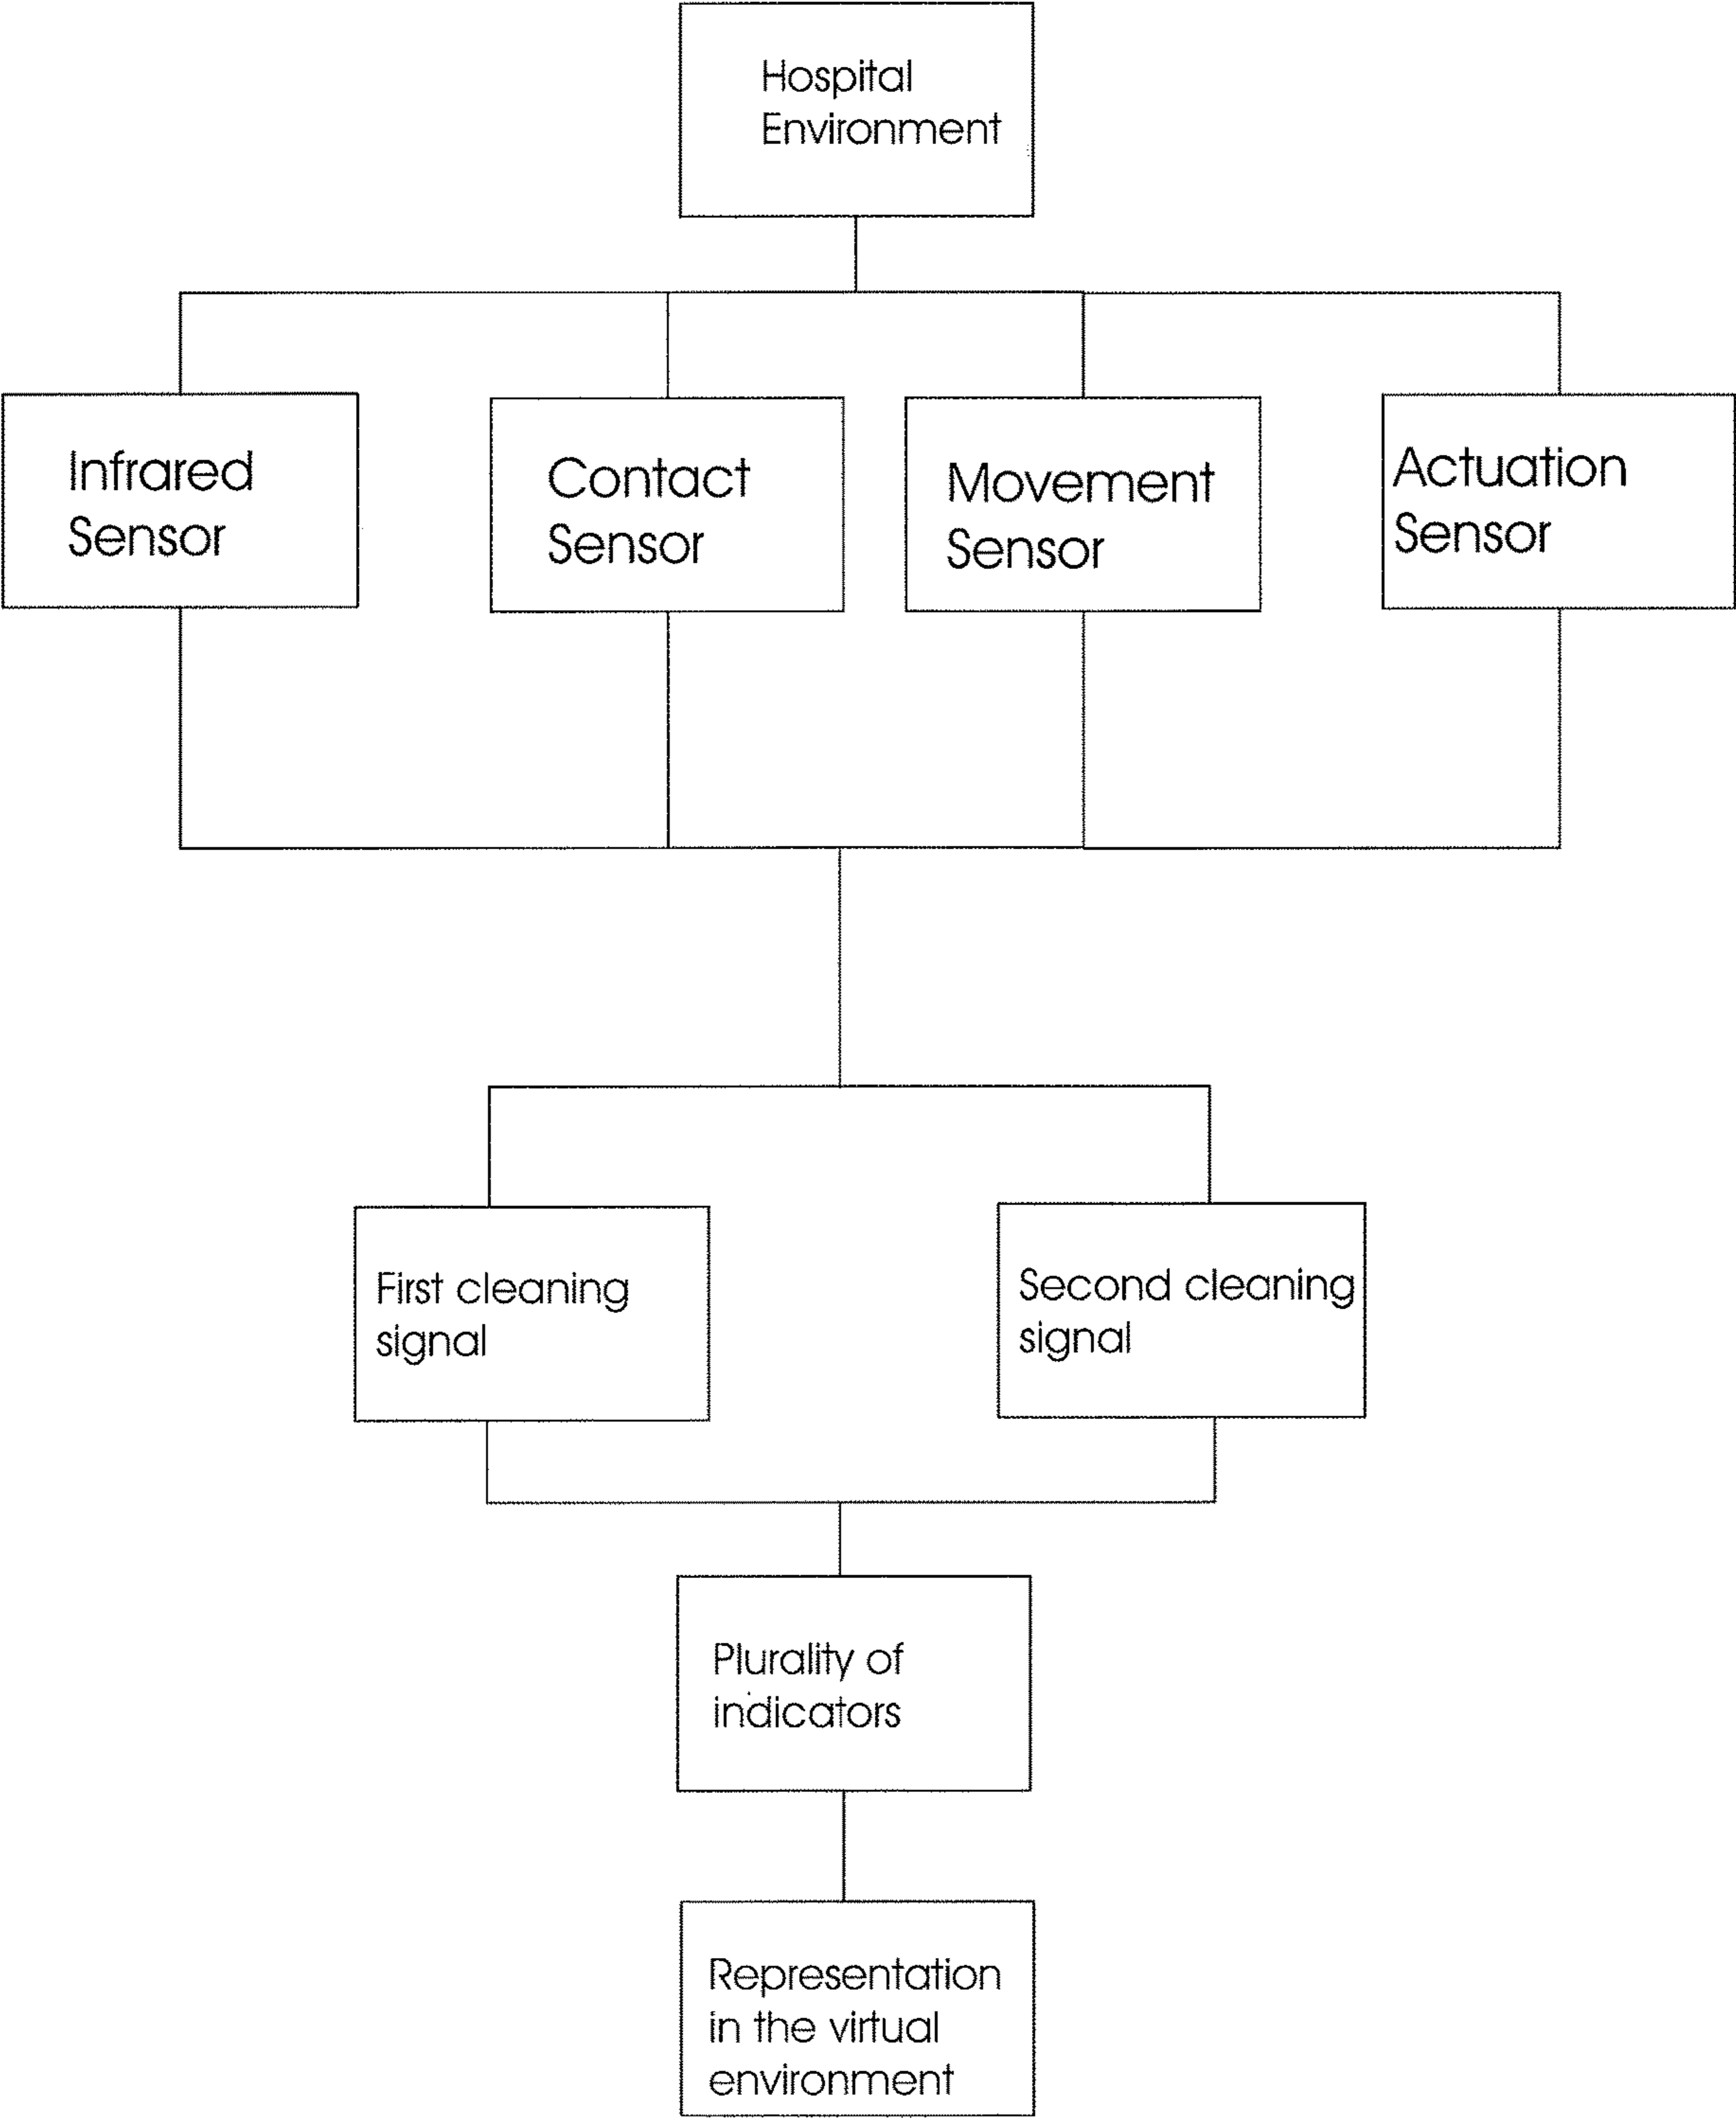 Hospital
Environment
Infrared
Sensor
Contact
Sensor
Movement
Sensor
Actuation
Sensor
First cleaning
signal
Second cleaning
signal
Plurality of
indicators
Representation
in the virtual
environment